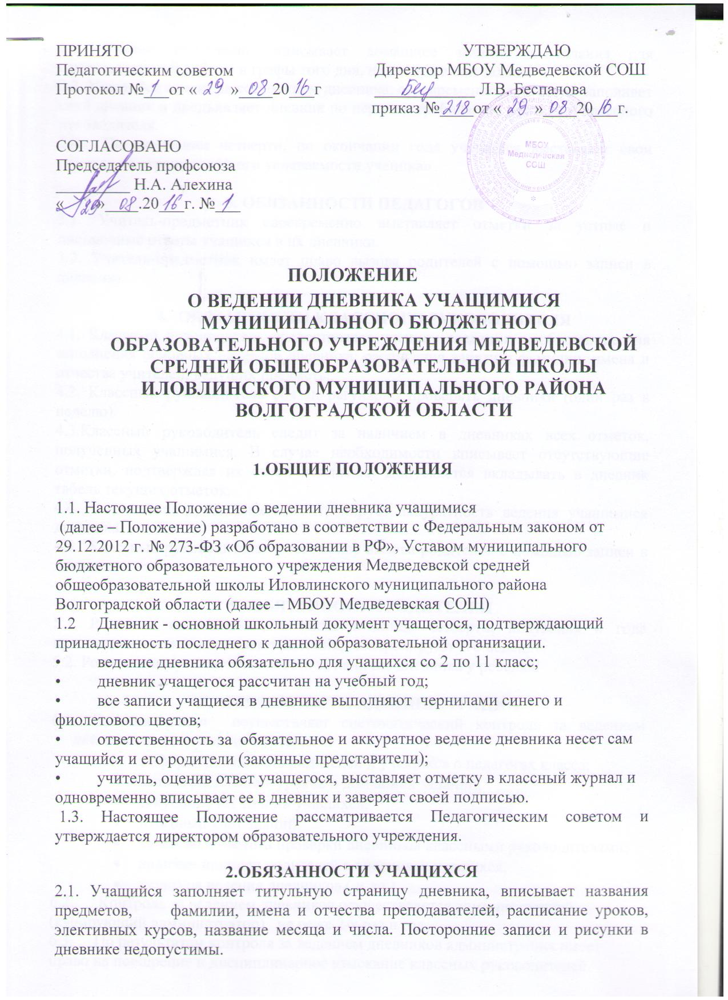 ПРИНЯТО
Педагогическим советом
Протокол № 1 от « 29 » 08 20 16 г
УТВЕРЖДАЮ
Директор МБОУ Медведевской СОШ
Л.В. Беспалова
приказ № 218 от « 29 » 08 20 16 г.
МБОУ
Медведевская
СОШ
СОГЛАСОВАНО
Председатель профсоюза
Н.А. Алехина
« 29 » 08 .20 16 г. № 1
ПОЛОЖЕНИЕ
О ВЕДЕНИИ ДНЕВНИКА УЧАЩИМИСЯ
МУНИЦИПАЛЬНОГО БЮДЖЕТНОГ
ОБРАЗОВАТЕЛЬНОГО УЧРЕЖДЕНИЯ МЕДВЕДЕВСКОЙ
СРЕДНЕЙ ОБЩЕОБРАЗОВАТЕЛЬНОЙ ШКОЛЫ
ИЛОВЛИНСКОГО МУНИЦИПАЛЬНОГО РАЙОНА
ВОЛГОГРАДСКОЙ ОБЛАСТИ
1.ОБЩИЕ ПОЛОЖЕНИЯ
1.1. Настоящее Положение о ведении дневника учащимися
(далее – Положение) разработано в соответствии с Федеральным законом от
29.12.2012 г. № 273-ФЗ «Об образовании в РФ», Уставом муниципального
бюджетного образовательного учреждения Медведевской средней
общеобразовательной школы Иловлинского муниципального района
Волгоградской области (далее – МБОУ Медведевская СОШ)
1.2 Дневник - основной школьный документ учащегося, подтверждающий
принадлежность последнего к данной образовательной организации.
• ведение дневника обязательно для учащихся со 2 по 11 класс;
• дневник учащегося рассчитан на учебный год;
• все записи учащиеся в дневнике выполняют чернилами синего и
фиолетового цветов;
• ответственность за обязательное и аккуратное ведение дневника несет сам
учащийся и его родители (законные представители);
• учитель, оценив ответ учащегося, выставляет отметку в классный журнал и
одновременно вписывает ее в дневник и заверяет своей подписью.
1.3. Настоящее Положение рассматривается Педагогическим советом и
утверждается директором образовательного учреждения.
2.ОБЯЗАННОСТИ УЧАЩИХСЯ
2.1. Учащийся заполняет титульную страницу дневника, вписывает названия
предметов, фамилии, имена и отчества преподавателей, расписание уроков,
элективных курсов, название месяца и числа. Посторонние записи и рисунки в
дневнике недопустимы.